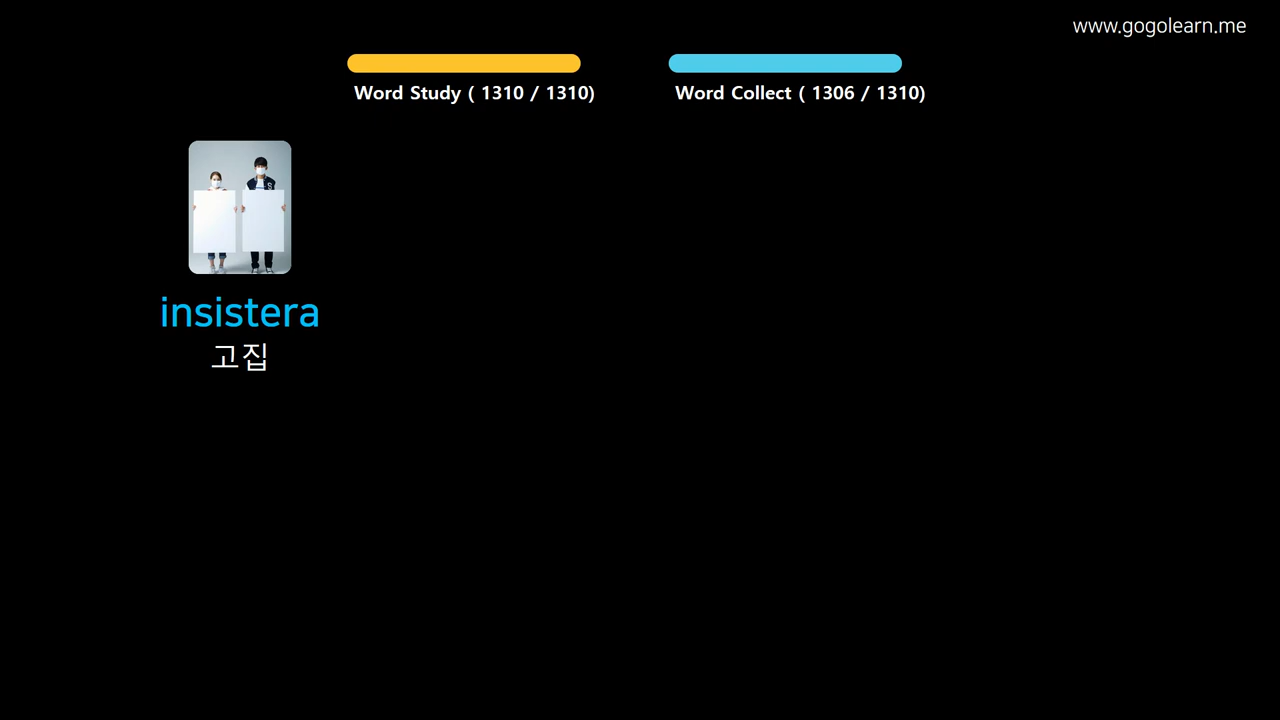 www.gogolearn.me
Word Study ( 1310 / 1310)
Word Collect ( 1306 / 1310)
S
insistera
고집